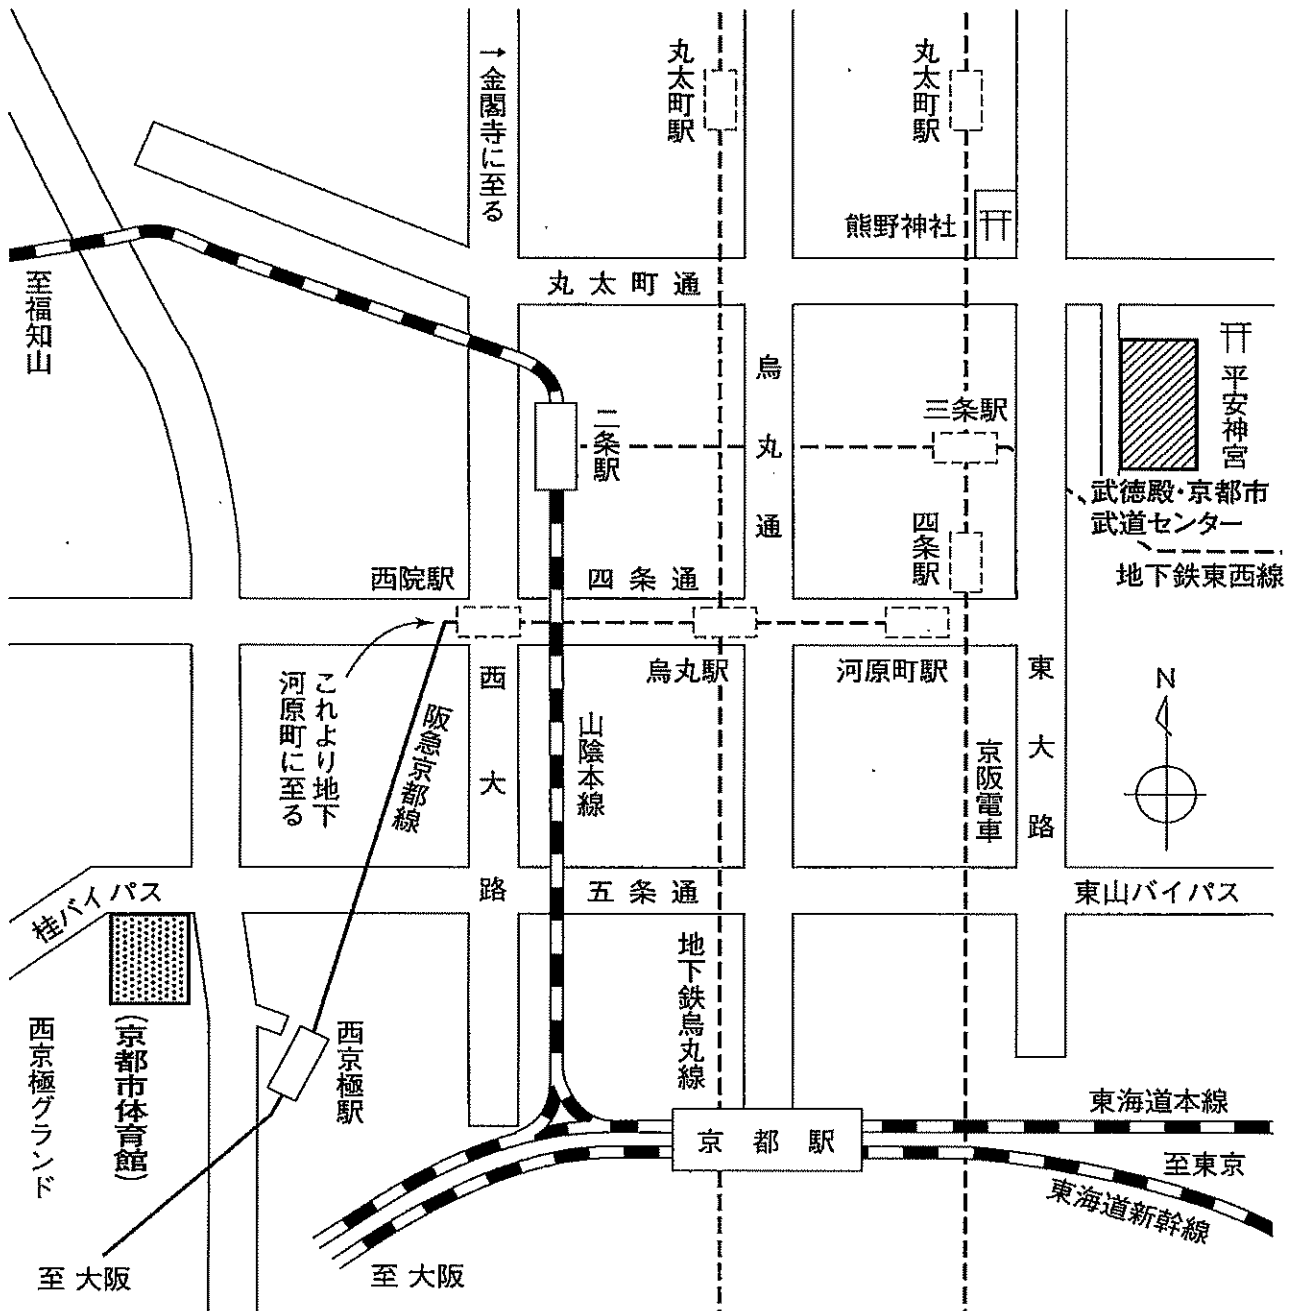 →金閣寺に至る
丸太町駅
丸太町駅
熊野神社
丸太町通
至福知山
烏丸通
平安神宮
二条駅
三条駅
武徳殿・京都市
武道センター
四条駅
地下鉄東西線
西院駅
四条通
烏丸駅
河原町駅
これより地下
河原町に至る
阪急京都線
西大路
山陰本線
京阪電車
東大路
N
桂バイパス
五条通
東山バイパス
地下鉄烏丸線
西京極グランド
(京都市体育館)
西京極駅
京都駅
東海道本線
至東京
東海道新幹線
至 大阪
至 大阪